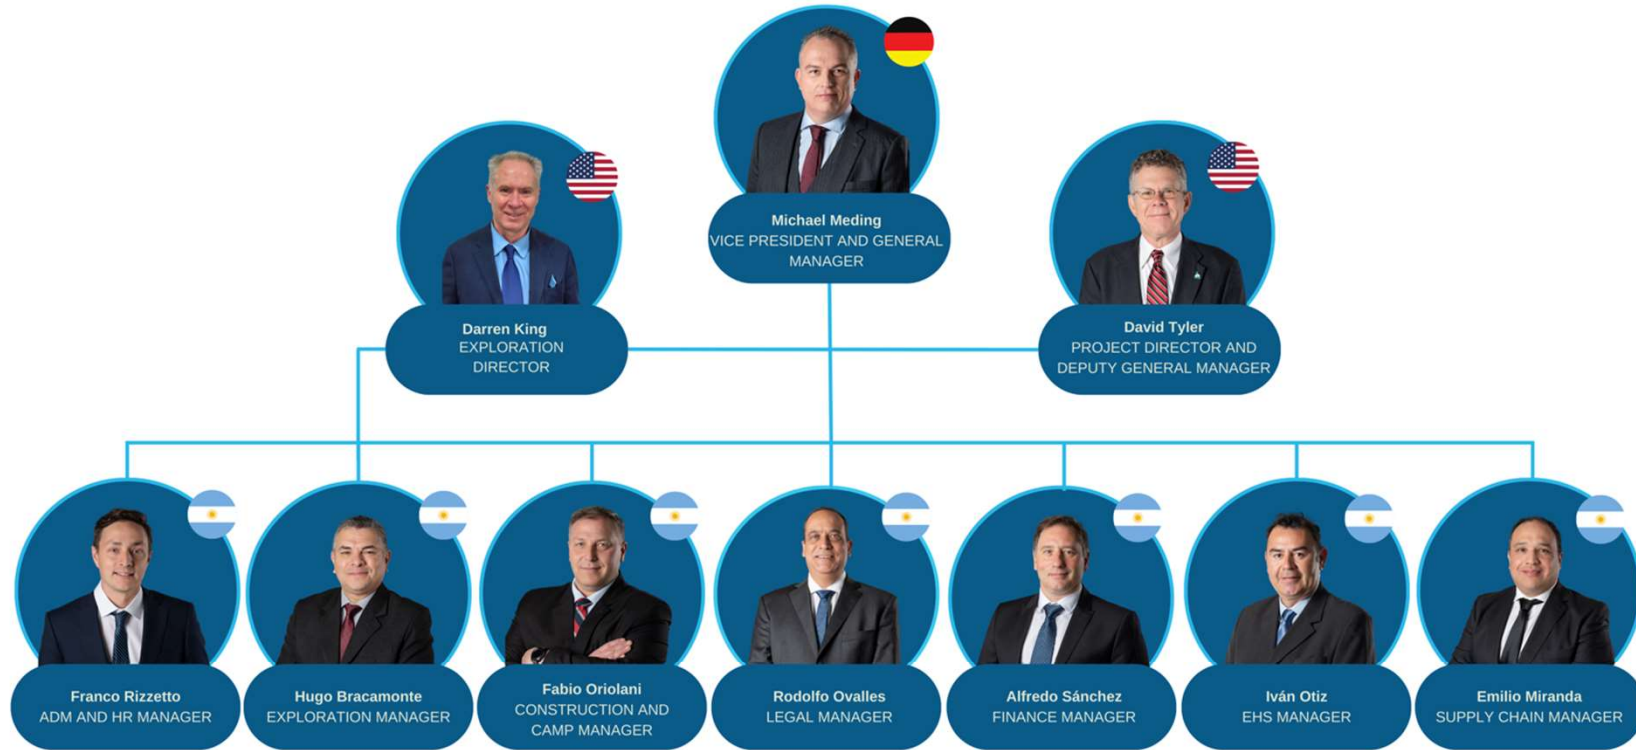 Michael Meding
VICE PRESIDENT AND GENERAL
MANAGER
Darren King
EXPLORATION
DIRECTOR
David Tyler
PROJECT DIRECTOR AND
DEPUTY GENERAL MANAGER
Franco Rizzetto
ADM AND HR MANAGER
Hugo Bracamonte
EXPLORATION MANAGER
Fabio Oriolani
CONSTRUCTION AND
CAMP MANAGER
Rodolfo Ovalles
LEGAL MANAGER
Alfredo Sánchez
FINANCE MANAGER
Iván Otiz
EHS MANAGER
Emilio Miranda
SUPPLY CHAIN MANAGER